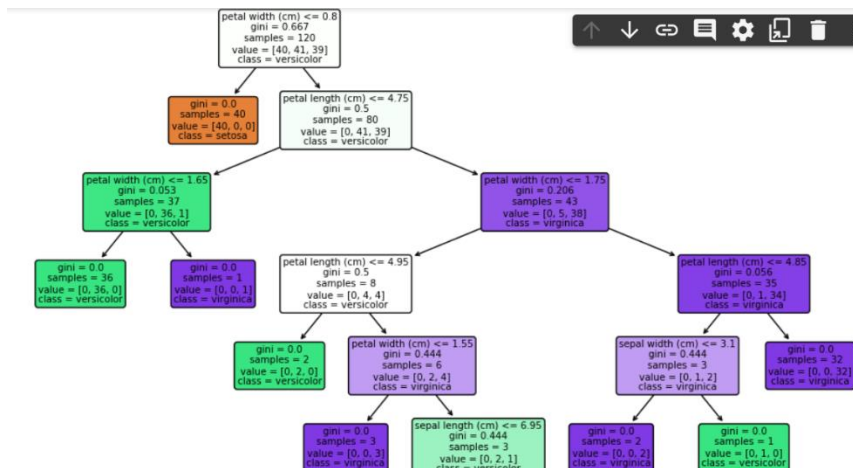 petal width (cm) <= 0.8
gini = 0.667
samples = 120
value = [40, 41, 39]
class = versicolor
gini = 0.0
samples = 40
value = [40, 0, 0]
class = setosa
petal length (cm) <= 4.75
gini = 0.5
samples = 80
value = [0, 41, 39]
class = versicolor
petal width (cm) <= 1.65
gini = 0.053
samples = 37
value = [0, 36, 1]
class = versicolor
petal width (cm) <= 1.75
gini = 0.206
samples = 43
value = [0, 5, 38]
class = virginica
gini = 0.0
samples = 36
value = [0, 36, 0]
class = versicolor
gini = 0.0
samples = 1
value = [0, 0, 1]
class = virginica
petal length (cm) <= 4.95
gini = 0.5
samples = 8
value = [0, 4, 4]
class = versicolor
petal length (cm) <= 4.85
gini = 0.056
samples = 35
value = [0, 1, 34]
class = virginica
gini = 0.0
samples = 2
value = [0, 2, 0]
class = versicolor
petal width (cm) <= 1.55
gini = 0.444
samples = 6
value = [0, 2, 4]
class = virginica
sepal width (cm) <= 3.1
gini = 0.444
samples = 3
value = [0, 1, 2]
class = virginica
gini = 0.0
samples = 32
value = [0, 0, 32]
class = virginica
gini = 0.0
samples = 3
value = [0, 0, 3]
class = virginica
sepal length (cm) <= 6.95
gini = 0.444
samples = 3
value = [0, 2, 1]
class = versicolor
gini = 0.0
samples = 2
value = [0, 0, 2]
class = virginica
gini = 0.0
samples = 1
value = [0, 1, 0]
class = versicolor